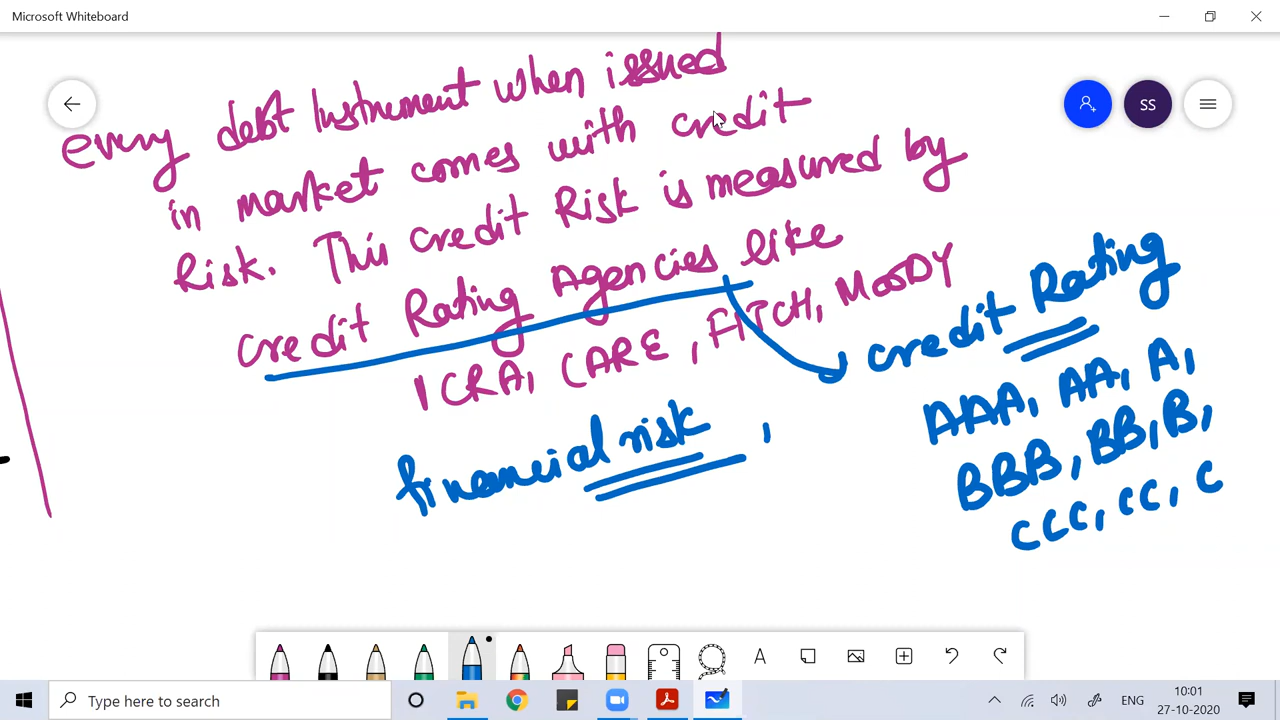 Microsoft Whiteboard
SS
every debt Instrument when issued
in market comes with credit
Risk. This credit Risk is measured by
credit Rating Agencies like
ICRA, CARE, FITCH, MOODY
financial risk,
credit Rating
AAA, AA, A,
BBB, BB, B,
CCC, CC, C
A
Type here to search
ENG
10:01
27-10-2020